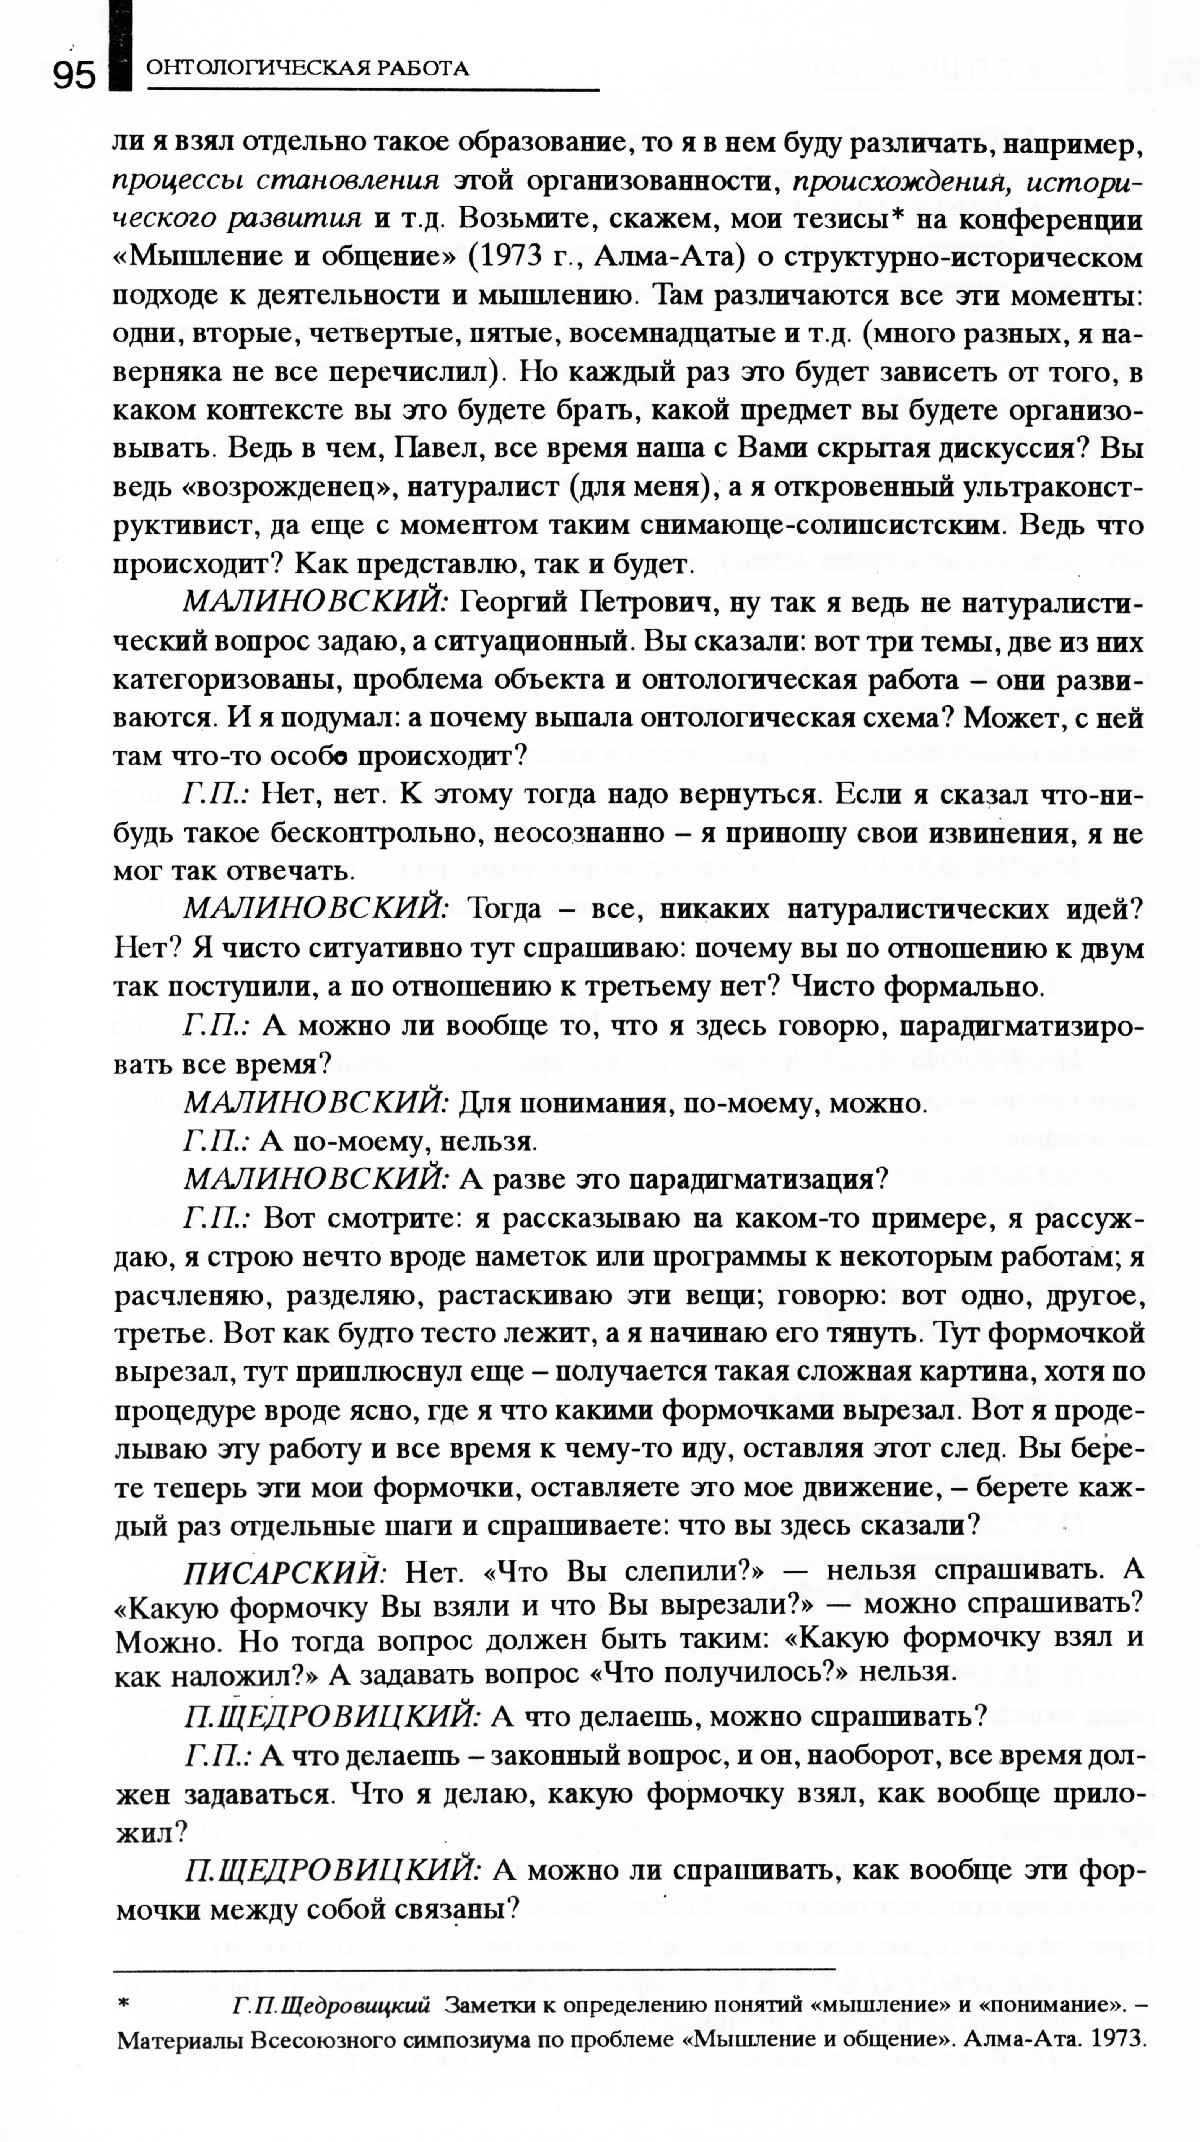 95 ОНТОЛОГИЧЕСКАЯ РАБОТА
ли я взял отдельно такое образование, то я в нем буду различать, например,
процессы становления этой организованности, происхождения, истори-
ческого развития и т.д. Возьмите, скажем, мои тезисы* на конференции
«Мышление и общение» (1973 г., Алма-Ата) о структурно-историческом
подходе к деятельности и мышлению. Там различаются все эти моменты:
одни, вторые, четвертые, пятые, восемнадцатые и т.д. (много разных, я на-
верняка не все перечислил). Но каждый раз это будет зависеть от того, в
каком контексте вы это будете брать, какой предмет вы будете организо-
вывать. Ведь в чем, Павел, все время наша с Вами скрытая дискуссия? Вы
ведь «возрожденец», натуралист (для меня), а я откровенный ультраконст-
руктивист, да еще с моментом таким снимающе-солипсистским. Ведь что
происходит? Как представлю, так и будет.
МАЛИНОВСКИЙ: Георгий Петрович, ну так я ведь не натуралисти-
ческий вопрос задаю, а ситуационный. Вы сказали: вот три темы, две из них
категоризованы, проблема объекта и онтологическая работа – они разви-
ваются. И я подумал: а почему выпала онтологическая схема? Может, с ней
там что-то особо происходит?
Г.П.: Нет, нет. К этому тогда надо вернуться. Если я сказал что-ни-
будь такое бесконтрольно, неосознанно – я приношу свои извинения, я не
мог так отвечать.
МАЛИНОВСКИЙ: Тогда – все, никаких натуралистических идей?
Нет? Я чисто ситуативно тут спрашиваю: почему вы по отношению к двум
так поступили, а по отношению к третьему нет? Чисто формально.
Г.П.: А можно ли вообще то, что я здесь говорю, парадигматизиро-
вать все время?
МАЛИНОВСКИЙ: Для понимания, по-моему, можно.
Г.П.: А по-моему, нельзя.
МАЛИНОВСКИЙ: А разве это парадигматизация?
Г.П.: Вот смотрите: я рассказываю на каком-то примере, я рассуж-
даю, я строю нечто вроде наметок или программы к некоторым работам; я
расчленяю, разделяю, растаскиваю эти вещи; говорю: вот одно, другое,
третье. Вот как будто тесто лежит, а я начинаю его тянуть. Тут формочкой
вырезал, тут приплюснул еще – получается такая сложная картина, хотя по
процедуре вроде ясно, где я что какими формочками вырезал. Вот я проде-
лываю эту работу и все время к чему-то иду, оставляя этот след. Вы бере-
те теперь эти мои формочки, оставляете это мое движение, – берете каж-
дый раз отдельные шаги и спрашиваете: что вы здесь сказали?
ПИСАРСКИЙ: Нет. «Что Вы слепили?» — нельзя спрашивать. А
«Какую формочку Вы взяли и что Вы вырезали?» — можно спрашивать?
Можно. Но тогда вопрос должен быть таким: «Какую формочку взял и
как наложил?» А задавать вопрос «Что получилось?» нельзя.
П.ЩЕДРОВИЦКИЙ: А что делаешь, можно спрашивать?
Г.П.: А что делаешь – законный вопрос, и он, наоборот, все время дол-
жен задаваться. Что я делаю, какую формочку взял, как вообще прило-
жил?
П.ЩЕДРОВИЦКИЙ: А можно ли спрашивать, как вообще эти фор-
мочки между собой связаны?
* Г.П.Щедровицкий Заметки к определению понятий «мышление» и «понимание». –
Материалы Всесоюзного симпозиума по проблеме «Мышление и общение». Алма-Ата. 1973.